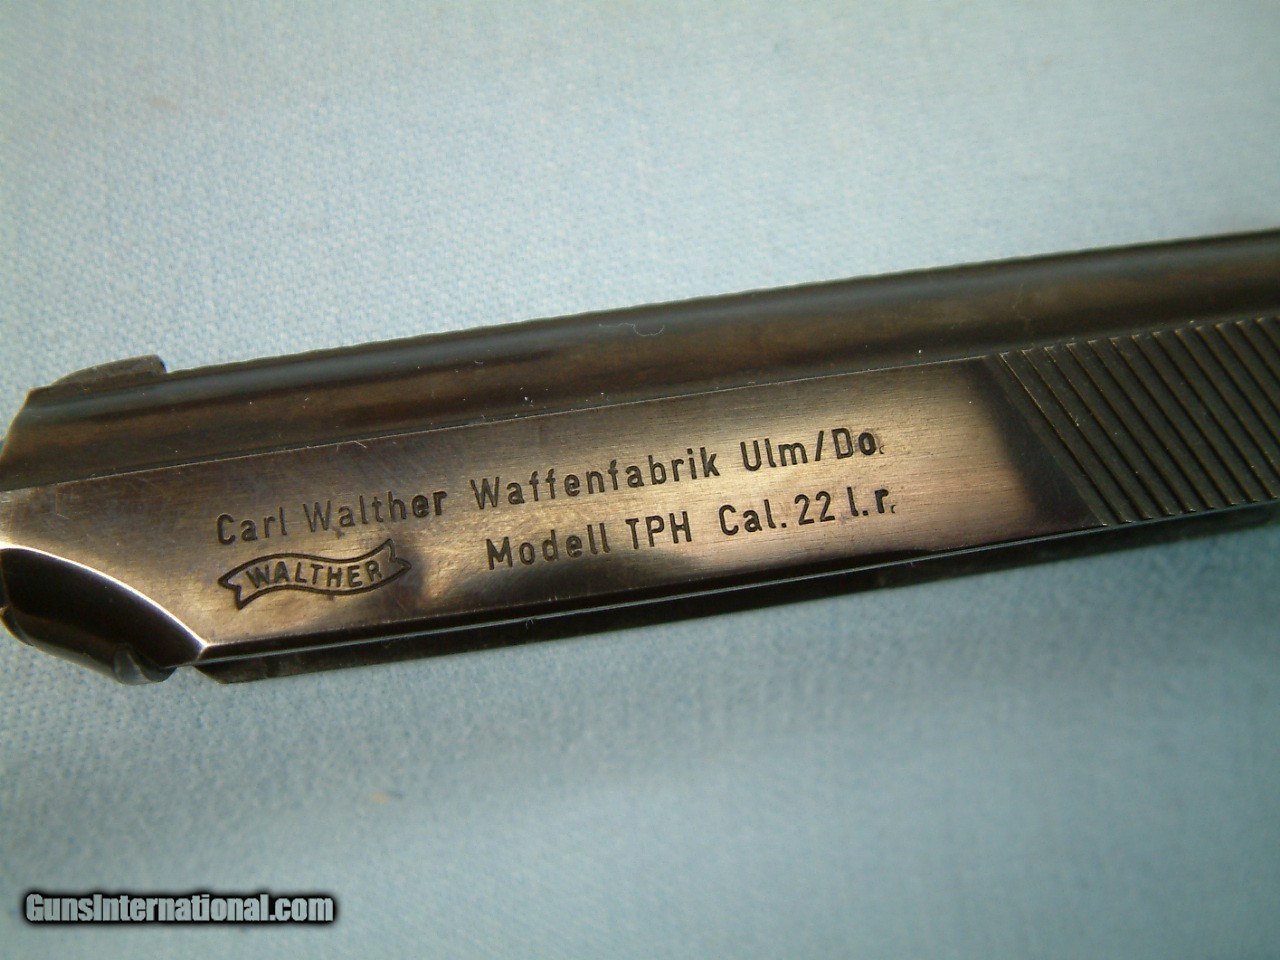 Carl Walther Waffenfabrik Ulm/Do.
WALTHER
Modell TPH Cal. 22 l.r.
GunsInternational.com